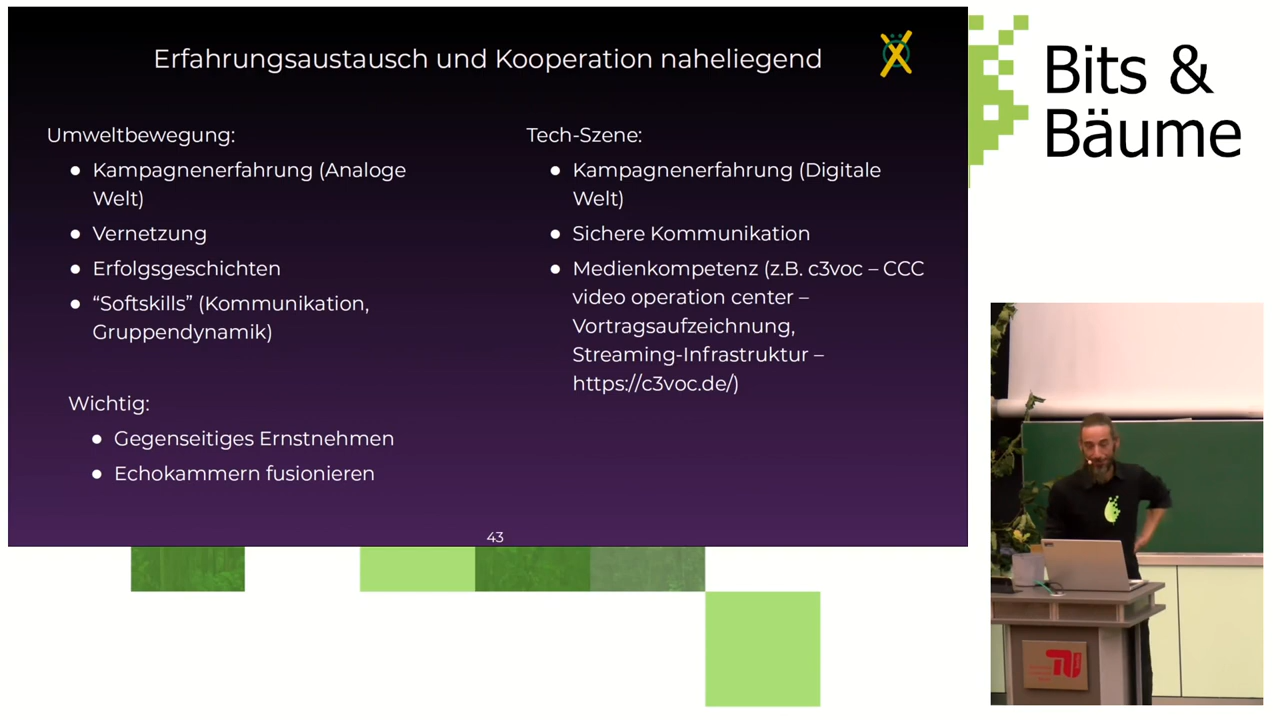 Erfahrungsaustausch und Kooperation naheliegend
Umweltbewegung:
● Kampagnenerfahrung (Analoge
Welt)
● Vernetzung
● Erfolgsgeschichten
● “Softskills” (Kommunikation,
Gruppendynamik)
Wichtig:
● Gegenseitiges Ernstnehmen
● Echokammern fusionieren
Tech-Szene:
● Kampagnenerfahrung (Digitale
Welt)
● Sichere Kommunikation
● Medienkompetenz (z.B. c3voc – CCC
video operation center –
Vortragsaufzeichnung,
Streaming-Infrastruktur –
https://c3voc.de/)
43
Bits &
Bäume